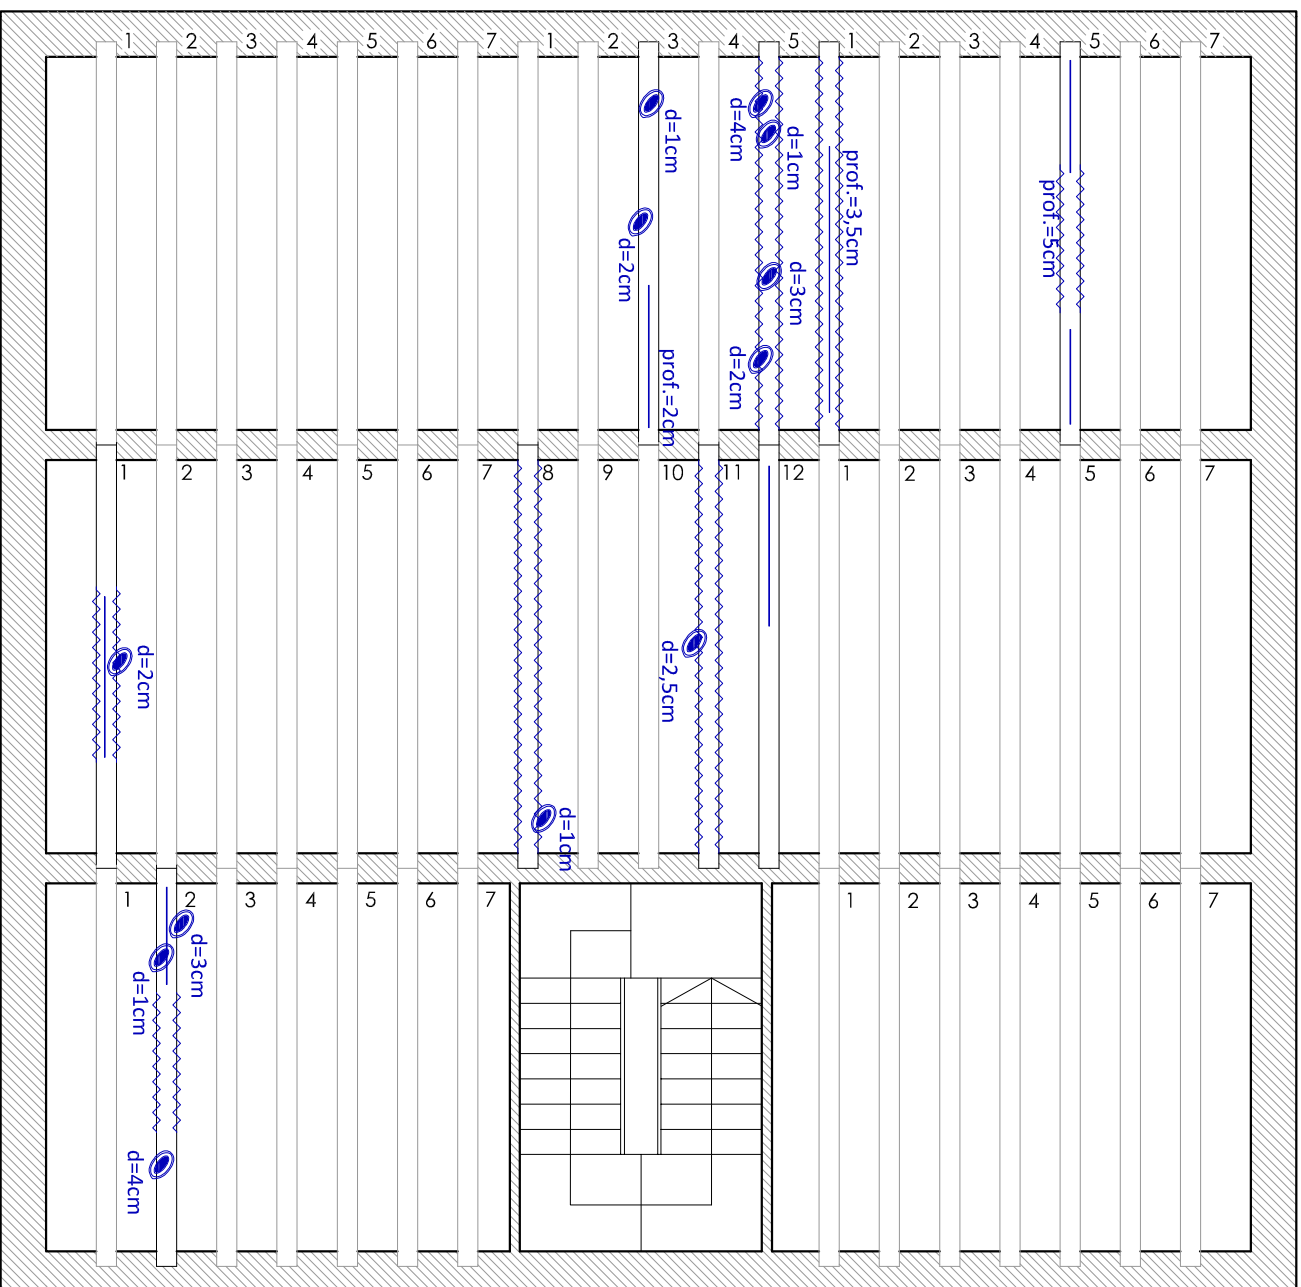 1 2 3 4 5 6 7 1 2 3 4 5 1 2 3 4 5 6 7
d=1cm
d=4cm
d=1cm
prof.=3,5cm
prof.=5cm
d=2cm
d=3cm
prof.=2cm
d=2cm
1 2 3 4 5 6 7 8 9 10 11 12 1 2 3 4 5 6 7
d=2cm
d=2,5cm
d=1cm
1 2 3 4 5 6 7 1 2 3 4 5 6 7
d=3cm
d=1cm
d=4cm